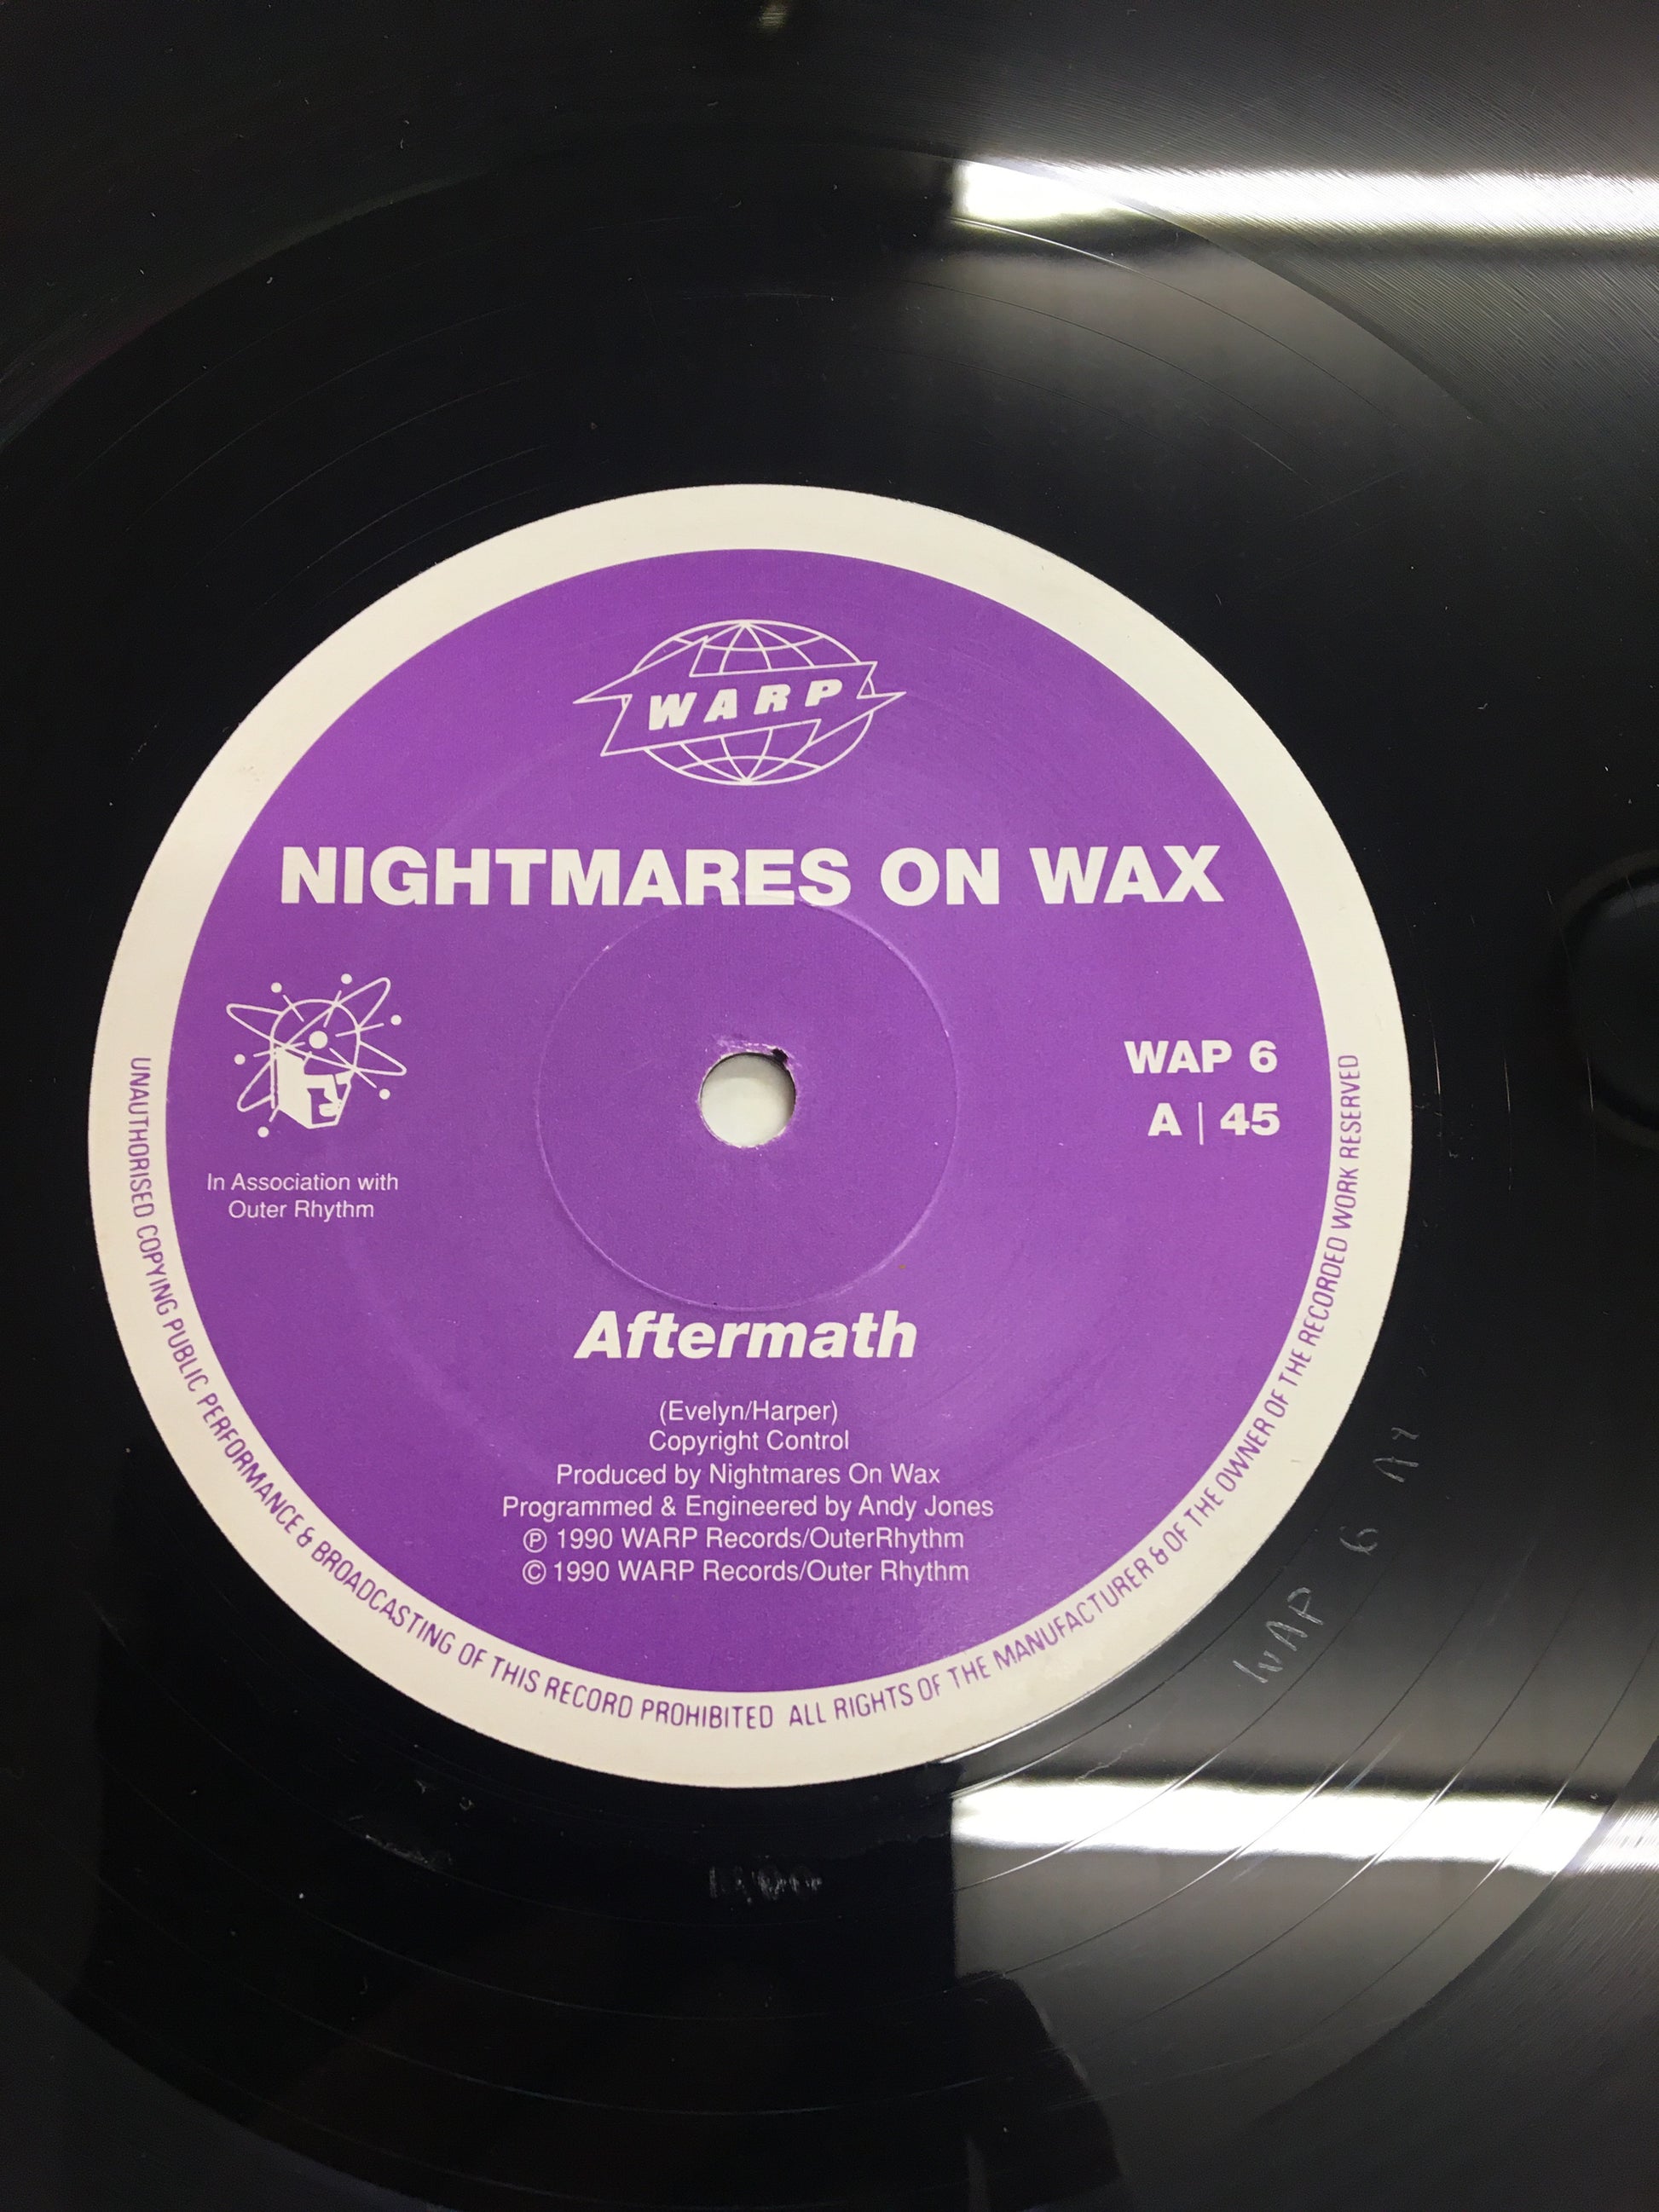 WARP
NIGHTMARES ON WAX
WAP 6
A | 45
In Association with
Outer Rhythm
Aftermath
(Evelyn/Harper)
Copyright Control
Produced by Nightmares On Wax
Programmed & Engineered by Andy Jones
Ⓟ 1990 WARP Records/OuterRhythm
© 1990 WARP Records/Outer Rhythm
UNAUTHORISED COPYING PUBLIC PERFORMANCE & BROADCASTING OF THIS RECORD PROHIBITED ALL RIGHTS OF THE MANUFACTURER & OF THE OWNER OF THE RECORDED WORK RESERVED
WAP 6